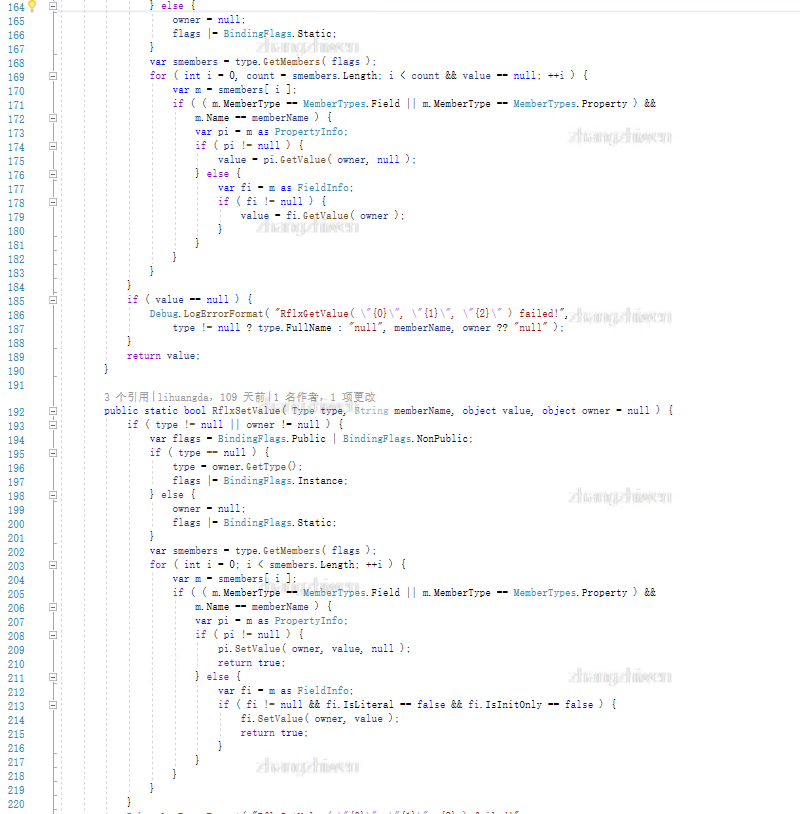 164 } else {
165 owner = null;
166 flags |= BindingFlags.Static;
167 }
168 var smembers = type.GetMembers( flags );
169 for ( int i = 0, count = smembers.Length; i < count && value == null; ++i ) {
170 var m = smembers[ i ];
171 if ( ( m.MemberType == MemberTypes.Field || m.MemberType == MemberTypes.Property ) &&
172 m.Name == memberName ) {
173 var pi = m as PropertyInfo;
174 if ( pi != null ) {
175 value = pi.GetValue( owner, null );
176 } else {
177 var fi = m as FieldInfo;
178 if ( fi != null ) {
179 value = fi.GetValue( owner );
180 }
181 }
182 }
183 }
184 }
185 if ( value == null ) {
186 Debug.LogErrorFormat( "RflxGetValue( \"{0}\", \"{1}\", \"{2}\" ) failed!",
187 type != null ? type.FullName : "null", memberName, owner ?? "null" );
188 }
189 return value;
190 }
191
3 个引用|lihuangda，109 天前|1 名作者，1 项更改
192 public static bool RflxSetValue( Type type, String memberName, object value, object owner = null ) {
193 if ( type != null || owner != null ) {
194 var flags = BindingFlags.Public | BindingFlags.NonPublic;
195 if ( type == null ) {
196 type = owner.GetType();
197 flags |= BindingFlags.Instance;
198 } else {
199 owner = null;
200 flags |= BindingFlags.Static;
201 }
202 var smembers = type.GetMembers( flags );
203 for ( int i = 0; i < smembers.Length; ++i ) {
204 var m = smembers[ i ];
205 if ( ( m.MemberType == MemberTypes.Field || m.MemberType == MemberTypes.Property ) &&
206 m.Name == memberName ) {
207 var pi = m as PropertyInfo;
208 if ( pi != null ) {
209 pi.SetValue( owner, value, null );
210 return true;
211 } else {
212 var fi = m as FieldInfo;
213 if ( fi != null && fi.IsLiteral == false && fi.IsInitOnly == false ) {
214 fi.SetValue( owner, value );
215 return true;
216 }
217 }
218 }
219 }
220 }
zhangzhiwen
zhangzhiwen
zhangzhiwen
zhangzhiwen
zhangzhiwen
zhangzhiwen
zhangzhiwen
zhangzhiwen
zhangzhiwen